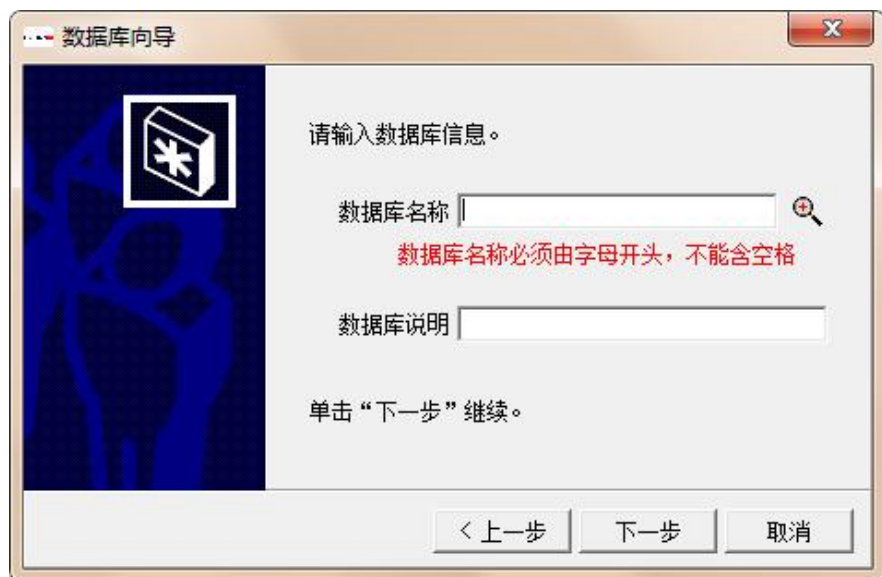 数据库向导
请输入数据库信息。
数据库名称
数据库名称必须由字母开头，不能含空格
数据库说明
单击“下一步”继续。
< 上一步 下一步 取消